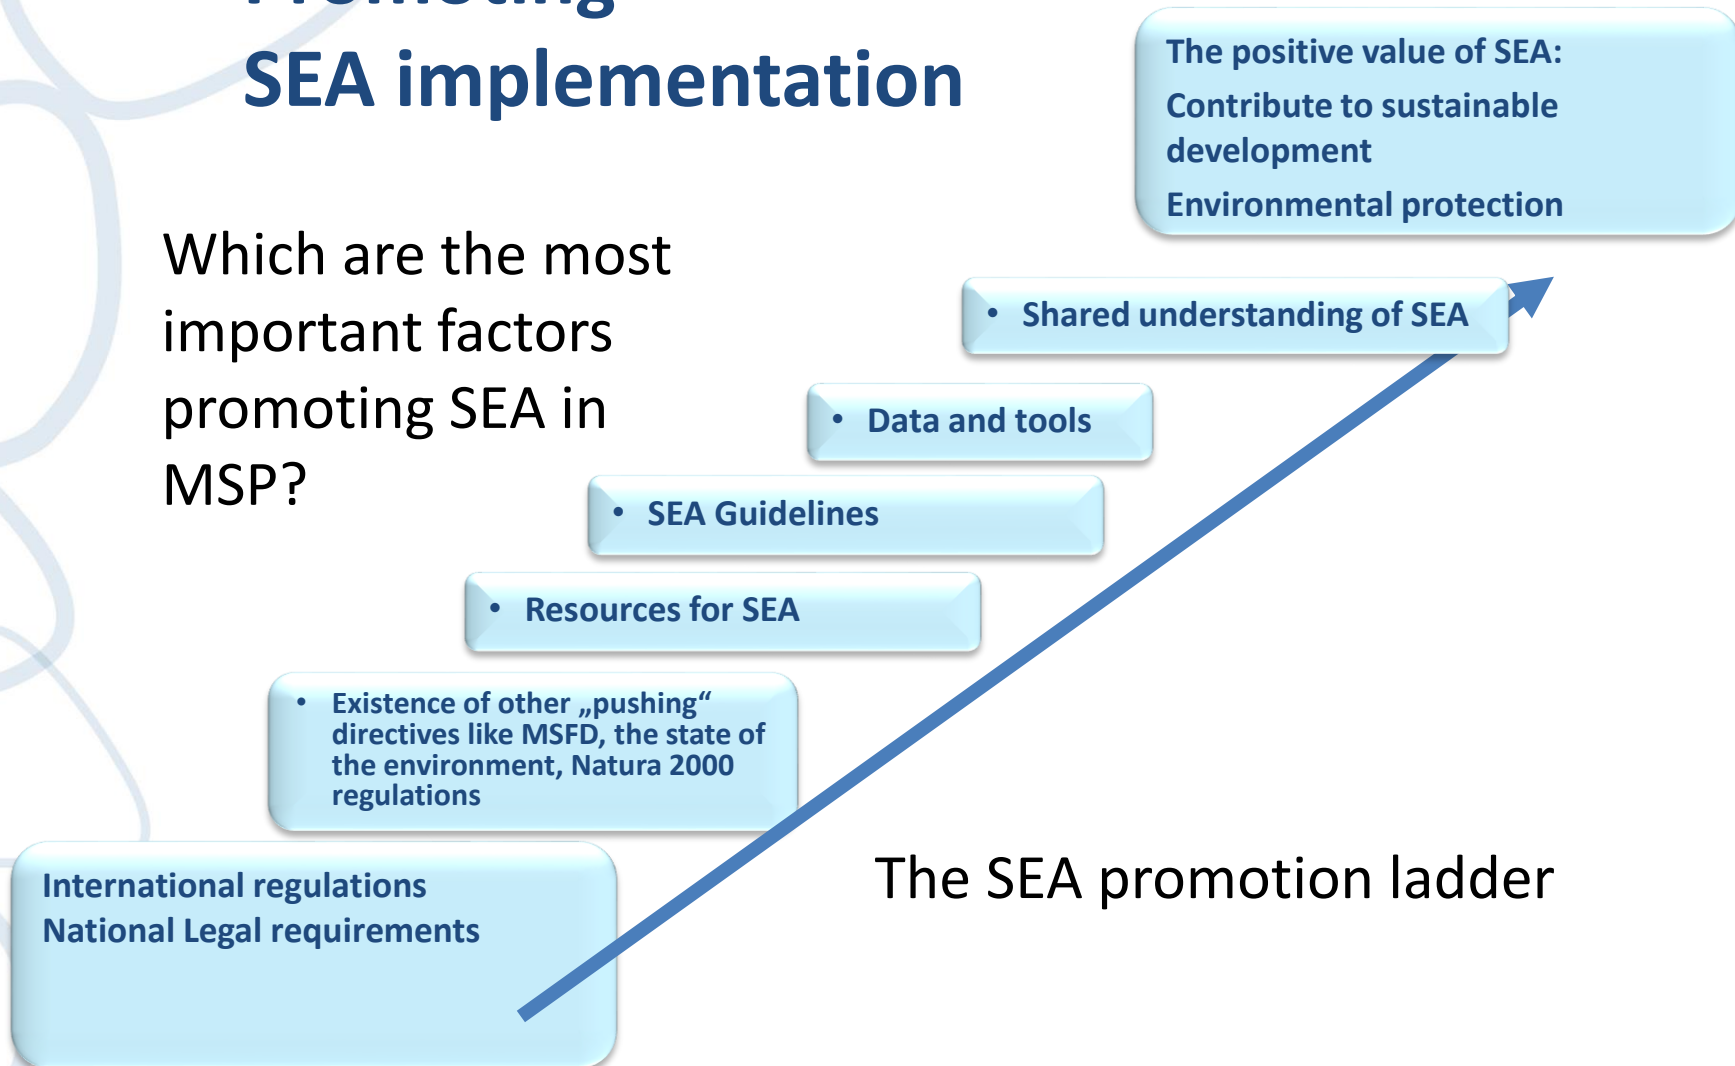 Promoting
SEA implementation
The positive value of SEA:
Contribute to sustainable
development
Environmental protection
Which are the most
important factors
promoting SEA in
MSP?
• Shared understanding of SEA
• Data and tools
• SEA Guidelines
• Resources for SEA
• Existence of other „pushing“
directives like MSFD, the state of
the environment, Natura 2000
regulations
International regulations
National Legal requirements
The SEA promotion ladder